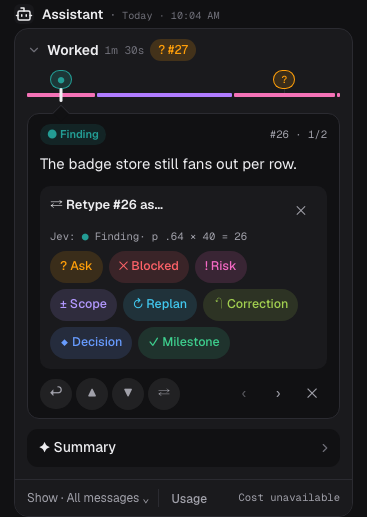 Assistant · Today · 10:04 AM
Worked 1m 30s ? #27
?
Finding #26 · 1/2
The badge store still fans out per row.
⇄ Retype #26 as… ×
Jev: ● Finding· p .64 × 40 = 26
? Ask × Blocked ! Risk
± Scope ↻ Replan ↶ Correction
◆ Decision ✓ Milestone
↩ ▲ ▼ ⇄ ‹ › ×
✦ Summary ›
Show · All messages ⌄ Usage Cost unavailable